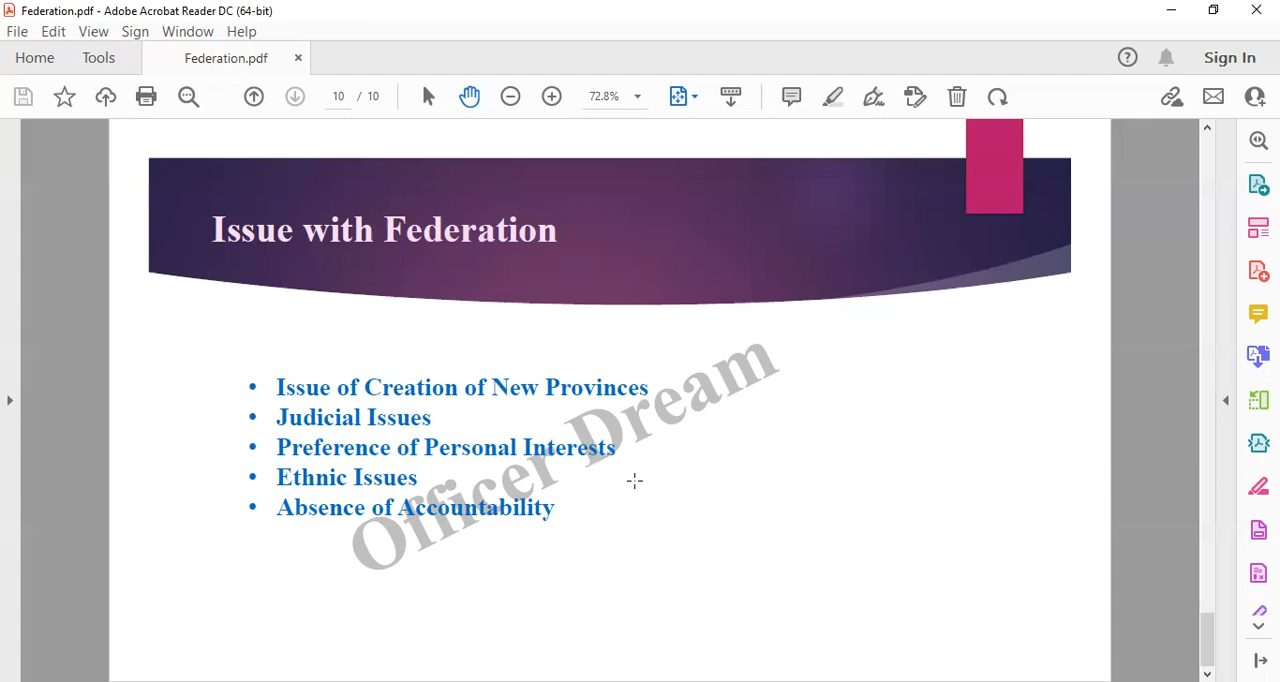 Federation.pdf - Adobe Acrobat Reader DC (64-bit)
File Edit View Sign Window Help
Home Tools Federation.pdf × Sign In
10 / 10 72.8%
Issue with Federation
• Issue of Creation of New Provinces
• Judicial Issues
• Preference of Personal Interests
• Ethnic Issues
• Absence of Accountability
Officer Dream